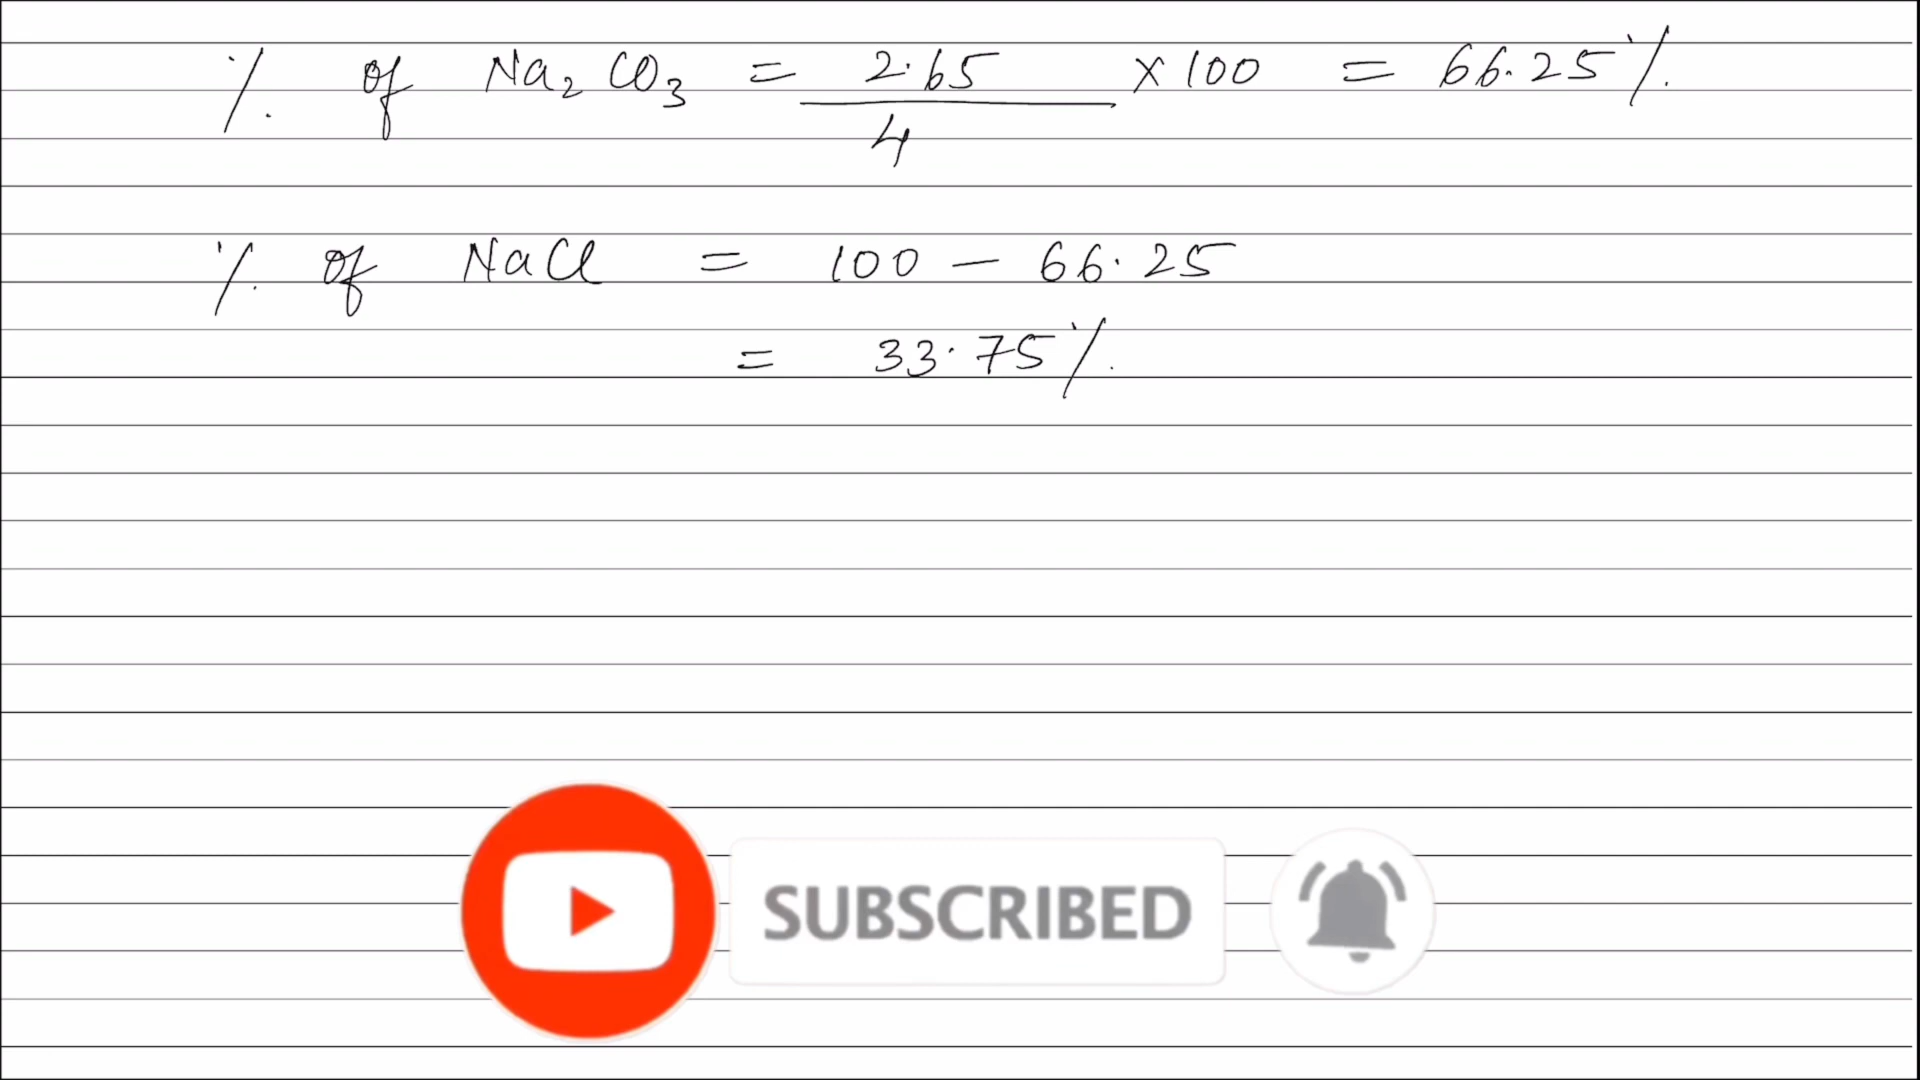 % of Na₂CO₃ = 2.65/4 × 100 = 66.25%
% of NaCl = 100 − 66.25
= 33.75%
SUBSCRIBED